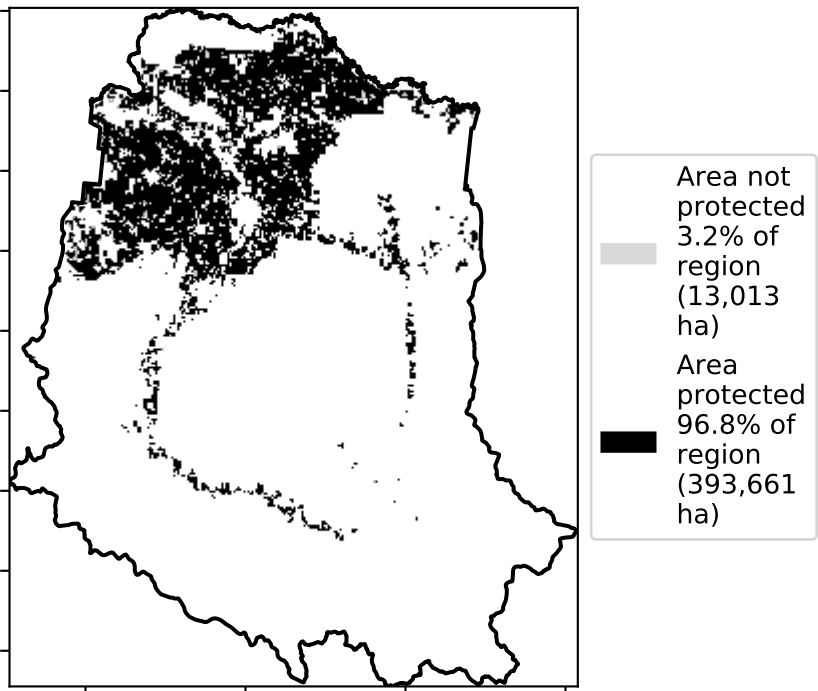 Area not
protected
3.2% of
region
(13,013
ha)
Area
protected
96.8% of
region
(393,661
ha)